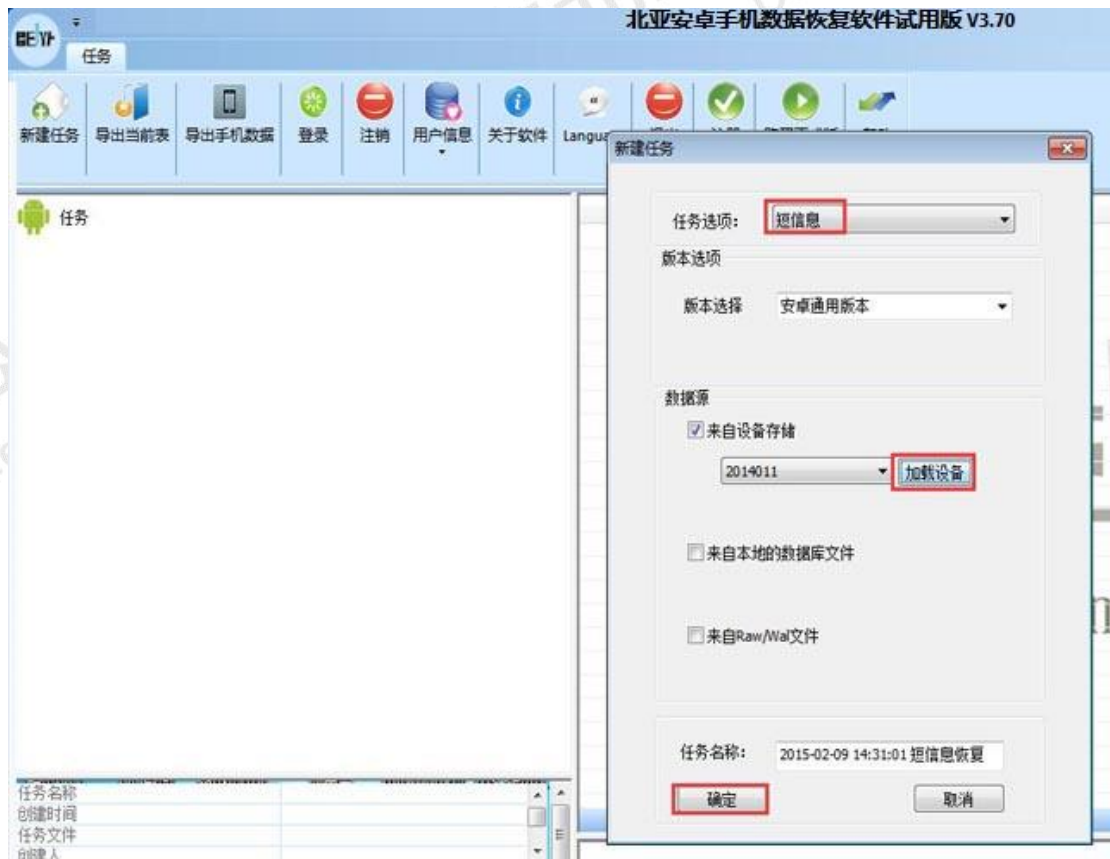 北亚安卓手机数据恢复软件试用版 V3.70
任务
新建任务 导出当前表 导出手机数据 登录 注销 用户信息 关于软件
新建任务
任务
任务选项: 短信息
版本选项
版本选择 安卓通用版本
数据源
来自设备存储
2014011 加载设备
来自本地的数据库文件
来自Raw/Wal文件
任务名称: 2015-02-09 14:31:01 短信息恢复
确定 取消
任务名称
创建时间
任务文件
创建人